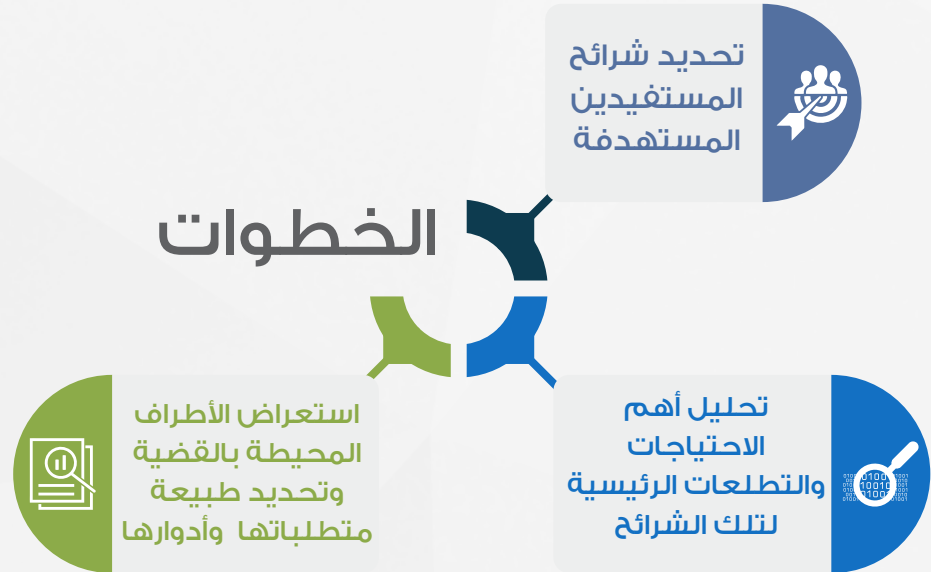 الخطوات
تحديد شرائح
المستفيدين
المستهدفة
تحليل أهم
الاحتياجات
والتطلعات الرئيسية
لتلك الشرائح
استعراض الأطراف
المحيطة بالقضية
وتحديد طبيعة
متطلباتها وأدوارها